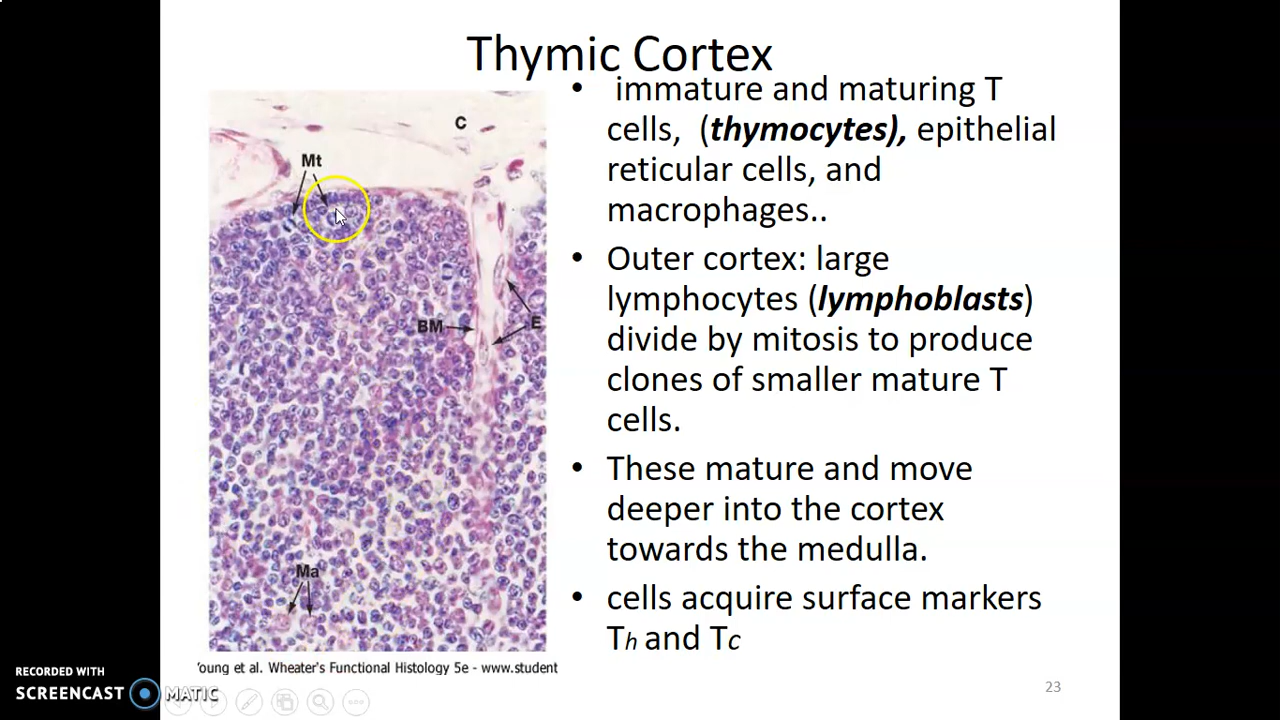 Thymic Cortex
• immature and maturing T
cells, (thymocytes), epithelial
reticular cells, and
macrophages..
• Outer cortex: large
lymphocytes (lymphoblasts)
divide by mitosis to produce
clones of smaller mature T
cells.
• These mature and move
deeper into the cortex
towards the medulla.
• cells acquire surface markers
Th and Tc
C
Mt
BM
E
Ma
oung et al. Wheater's Functional Histology 5e - www.student
RECORDED WITH
SCREENCAST MATIC
23